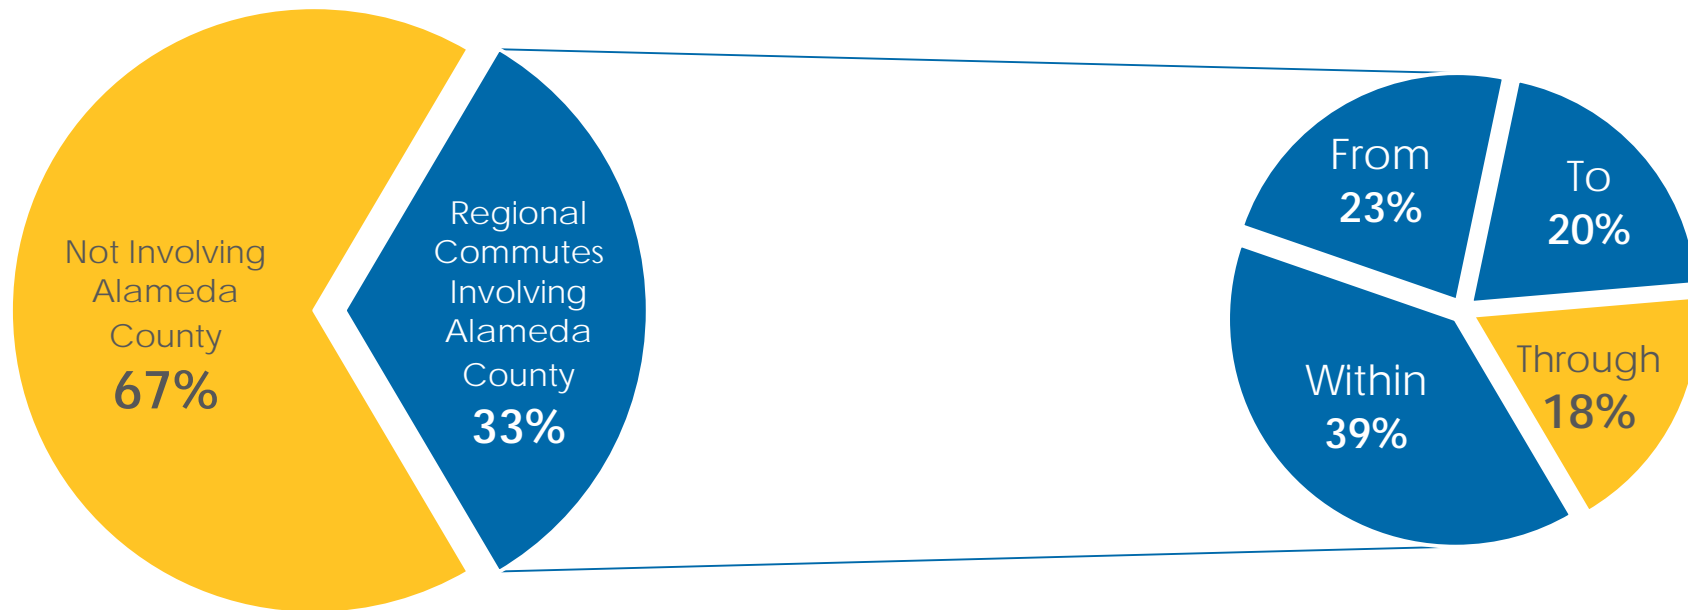 Not Involving
Alameda
County
67%
Regional
Commutes
Involving
Alameda
County
33%
From
23%
To
20%
Within
39%
Through
18%